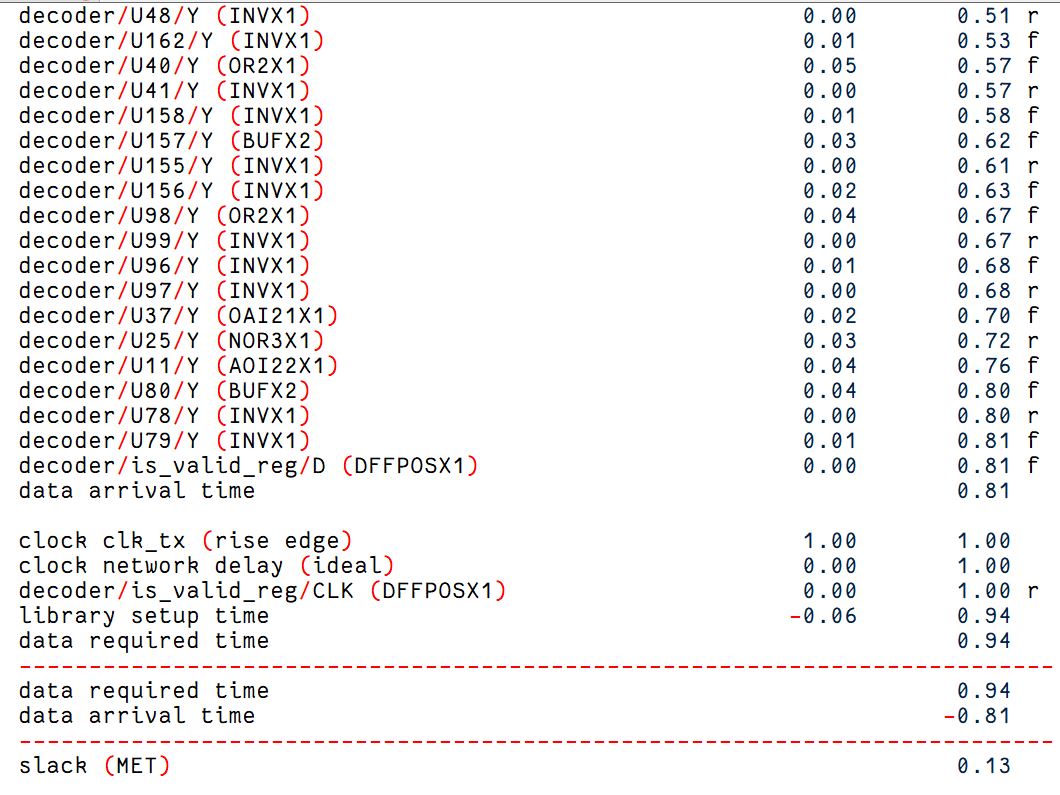 decoder/U48/Y (INVX1) 0.00 0.51 r
decoder/U162/Y (INVX1) 0.01 0.53 f
decoder/U40/Y (OR2X1) 0.05 0.57 f
decoder/U41/Y (INVX1) 0.00 0.57 r
decoder/U158/Y (INVX1) 0.01 0.58 f
decoder/U157/Y (BUFX2) 0.03 0.62 f
decoder/U155/Y (INVX1) 0.00 0.61 r
decoder/U156/Y (INVX1) 0.02 0.63 f
decoder/U98/Y (OR2X1) 0.04 0.67 f
decoder/U99/Y (INVX1) 0.00 0.67 r
decoder/U96/Y (INVX1) 0.01 0.68 f
decoder/U97/Y (INVX1) 0.00 0.68 r
decoder/U37/Y (OAI21X1) 0.02 0.70 f
decoder/U25/Y (NOR3X1) 0.03 0.72 r
decoder/U11/Y (AOI22X1) 0.04 0.76 f
decoder/U80/Y (BUFX2) 0.04 0.80 f
decoder/U78/Y (INVX1) 0.00 0.80 r
decoder/U79/Y (INVX1) 0.01 0.81 f
decoder/is_valid_reg/D (DFFPOSX1) 0.00 0.81 f
data arrival time 0.81
clock clk_tx (rise edge) 1.00 1.00
clock network delay (ideal) 0.00 1.00
decoder/is_valid_reg/CLK (DFFPOSX1) 0.00 1.00 r
library setup time -0.06 0.94
data required time 0.94
--------------------------------------------------------------------------
data required time 0.94
data arrival time -0.81
--------------------------------------------------------------------------
slack (MET) 0.13